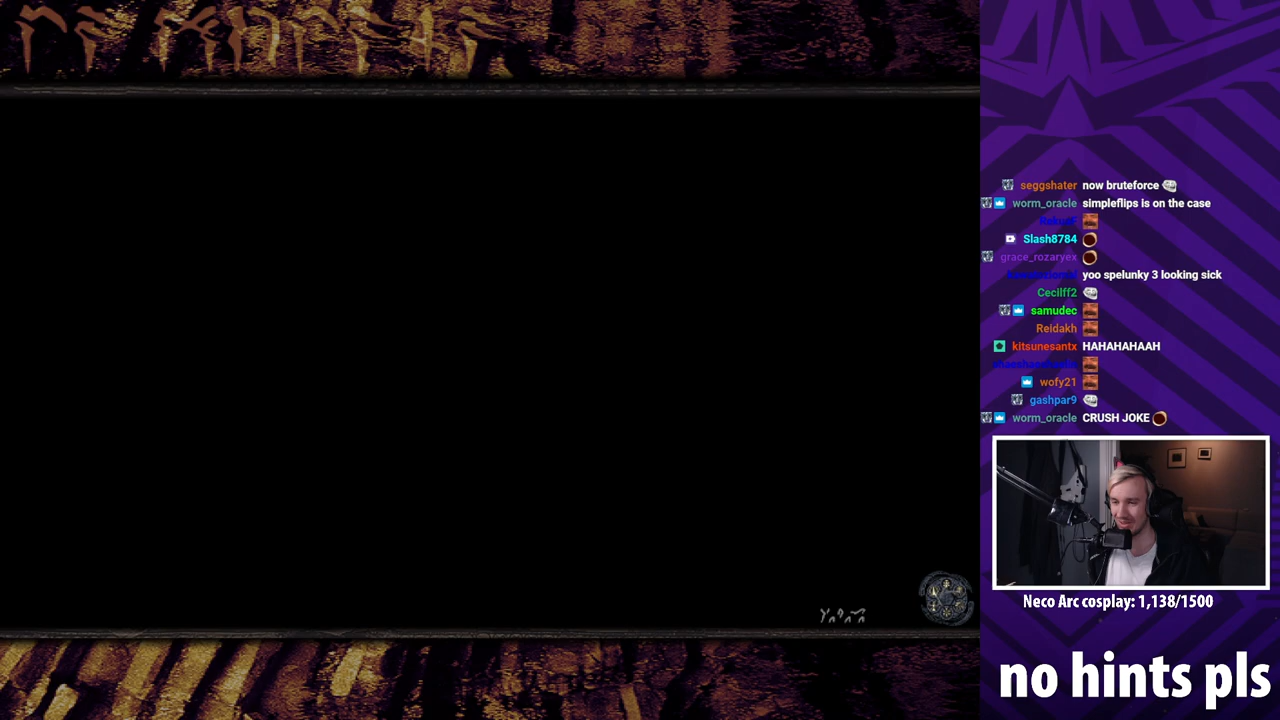 seggshater now bruteforce
worm_oracle simpleflips is on the case
Slash8784
grace_rozaryex
yoo spelunky 3 looking sick
Cecilff2
samudec
Reidakh
kitsunesantx HAHAHAHAAH
wofy21
gashpar9
worm_oracle CRUSH JOKE
Neco Arc cosplay: 1,138/1500
no hints pls